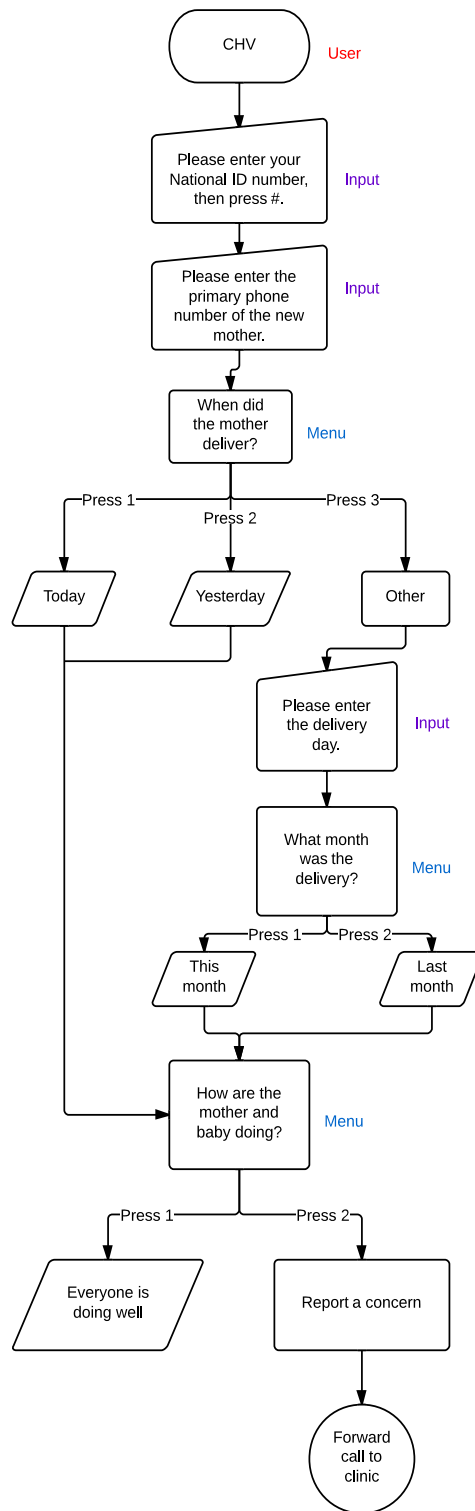 CHV
User
Please enter your
National ID number,
then press #.
Input
Please enter the
primary phone
number of the new
mother.
Input
When did
the mother
deliver?
Menu
Press 1
Press 2
Press 3
Today
Yesterday
Other
Please enter
the delivery
day.
Input
What month
was the
delivery?
Menu
Press 1
Press 2
This
month
Last
month
How are the
mother and
baby doing?
Menu
Press 1
Press 2
Everyone is
doing well
Report a concern
Forward
call to
clinic